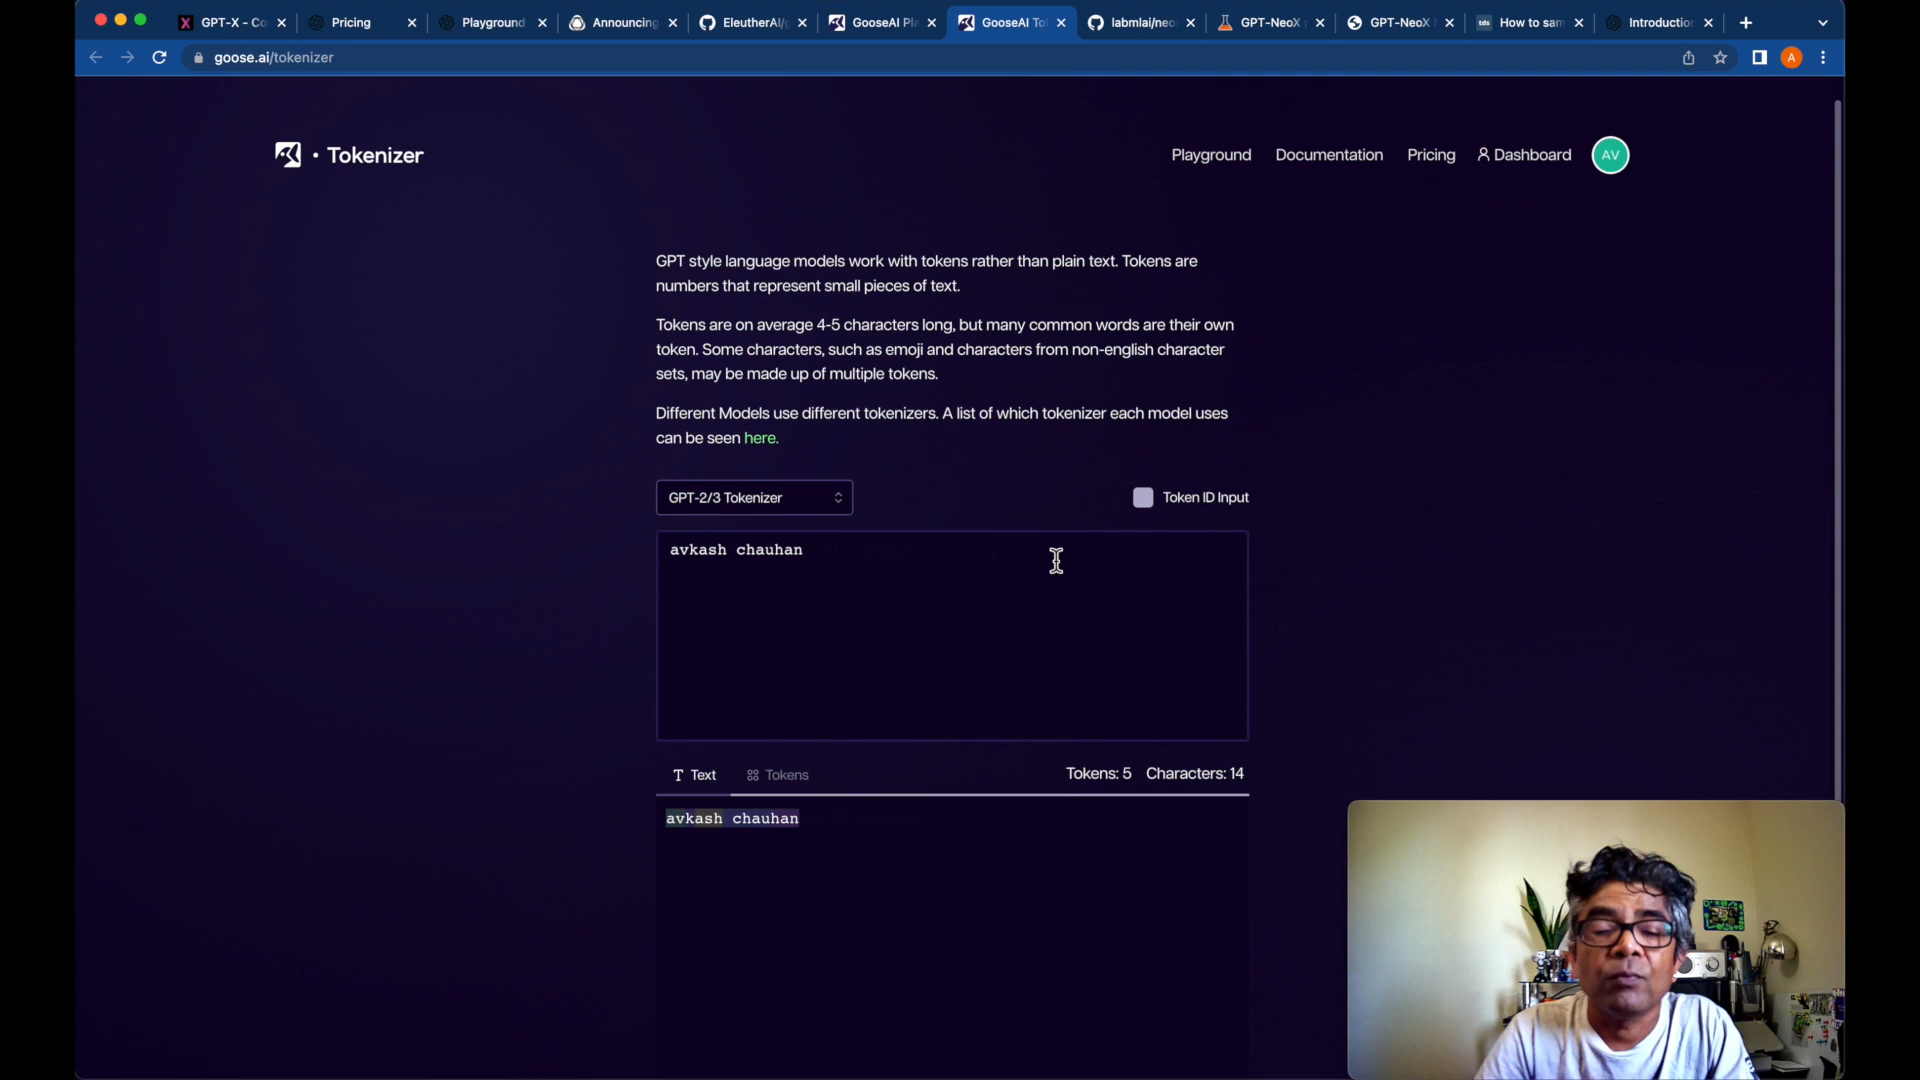 GPT-X - Co
Pricing
Playground
Announcing
EleutherAI/g
GooseAI Pla
GooseAI To
labmlai/neo
GPT-NeoX
GPT-NeoX
tds
How to sam
Introduction
goose.ai/tokenizer
A
• Tokenizer
Playground
Documentation
Pricing
Dashboard
AV
GPT style language models work with tokens rather than plain text. Tokens are
numbers that represent small pieces of text.
Tokens are on average 4-5 characters long, but many common words are their own
token. Some characters, such as emoji and characters from non-english character
sets, may be made up of multiple tokens.
Different Models use different tokenizers. A list of which tokenizer each model uses
can be seen here.
GPT-2/3 Tokenizer
Token ID Input
avkash chauhan
Text
Tokens
Tokens: 5
Characters: 14
avkash chauhan